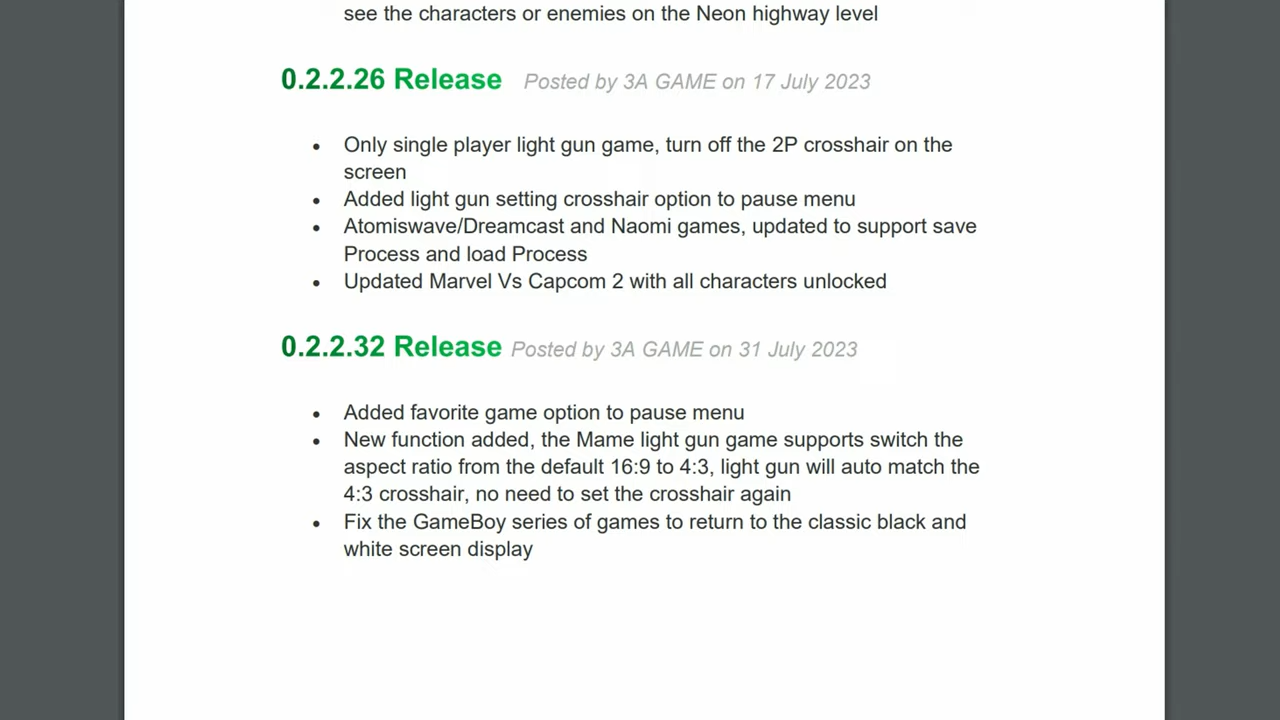 see the characters or enemies on the Neon highway level
0.2.2.26 Release Posted by 3A GAME on 17 July 2023
• Only single player light gun game, turn off the 2P crosshair on the
screen
• Added light gun setting crosshair option to pause menu
• Atomiswave/Dreamcast and Naomi games, updated to support save
Process and load Process
• Updated Marvel Vs Capcom 2 with all characters unlocked
0.2.2.32 Release Posted by 3A GAME on 31 July 2023
• Added favorite game option to pause menu
• New function added, the Mame light gun game supports switch the
aspect ratio from the default 16:9 to 4:3, light gun will auto match the
4:3 crosshair, no need to set the crosshair again
• Fix the GameBoy series of games to return to the classic black and
white screen display